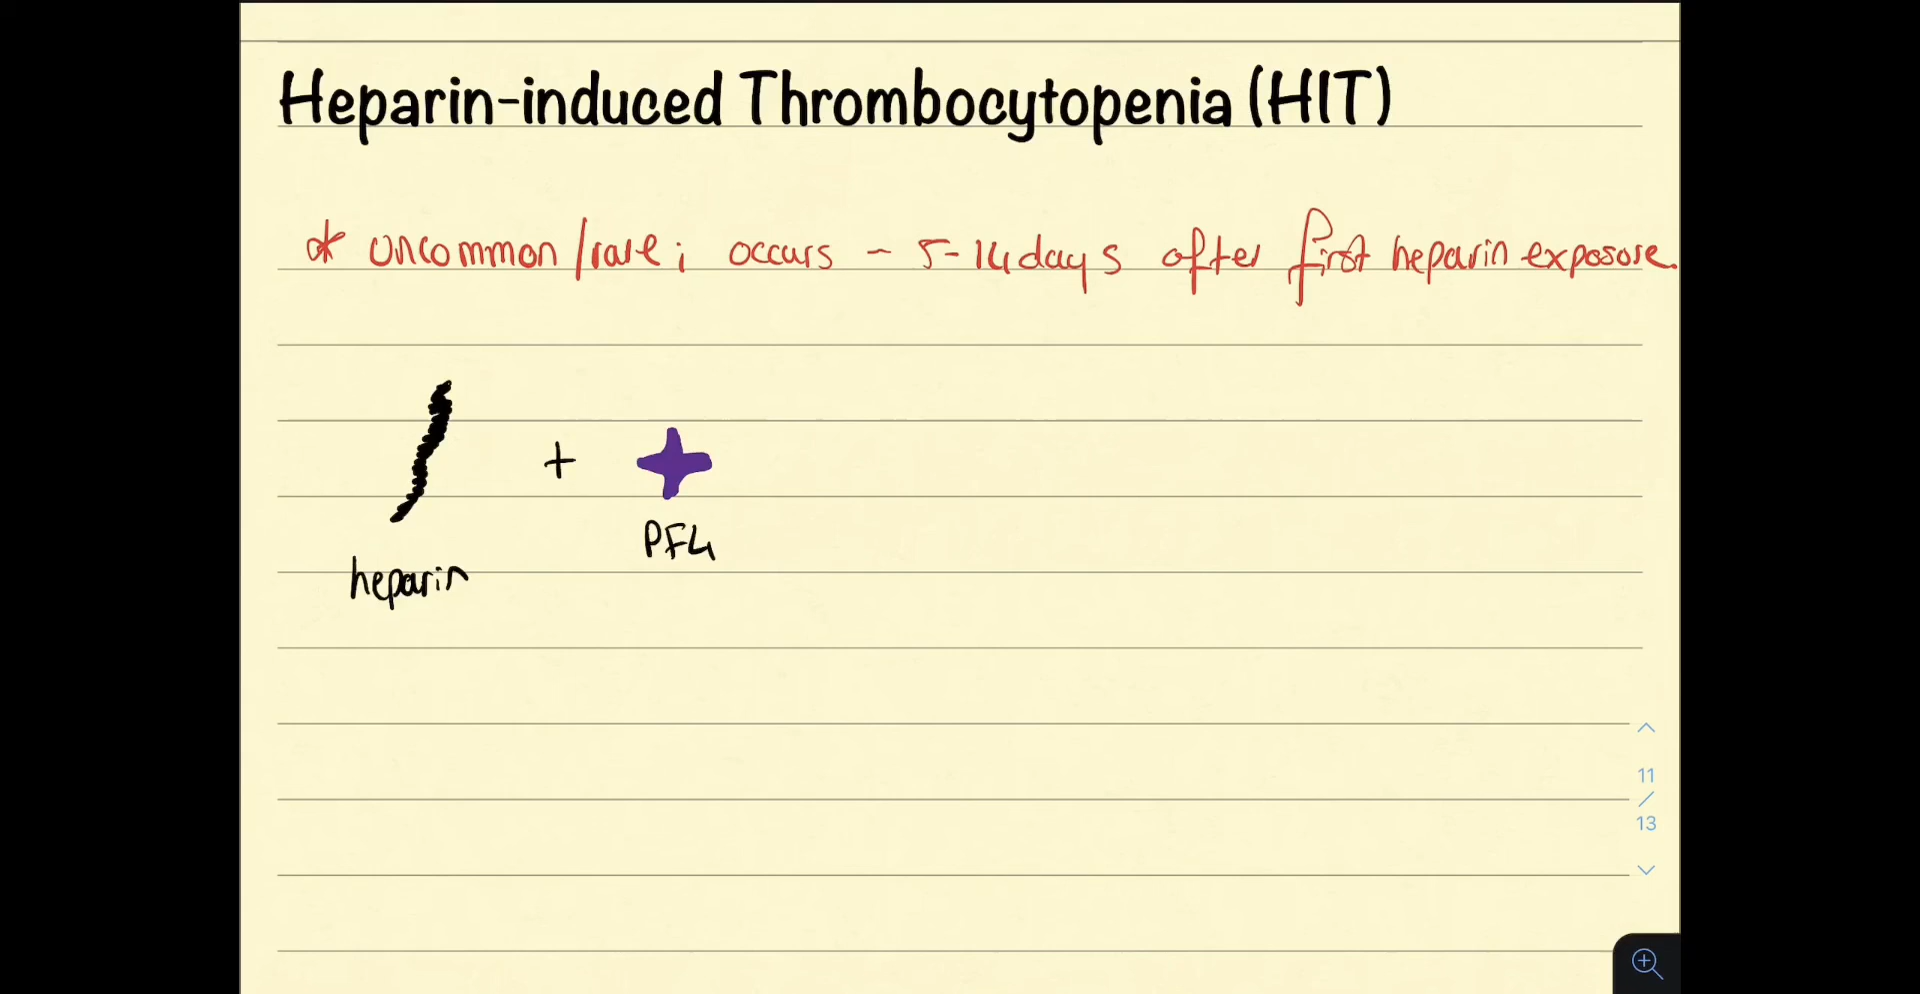 Heparin-induced Thrombocytopenia (HIT)
* uncommon/rare; occurs ~ 5-14 days after first heparin exposure.
+
PF4
heparin
11
/
13